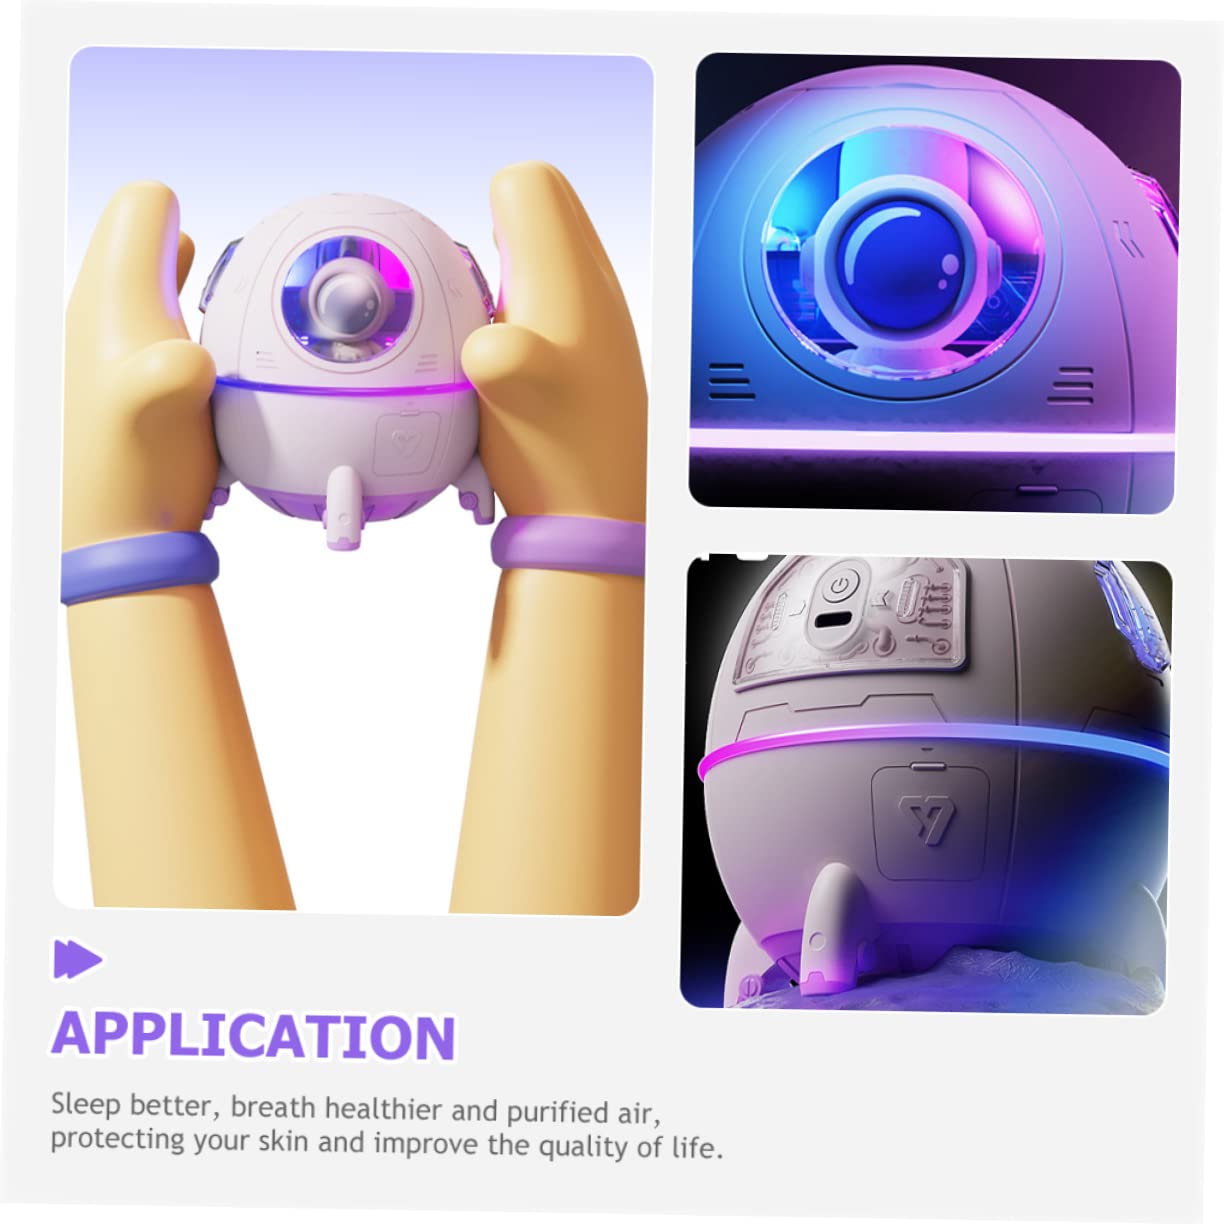 APPLICATION
Sleep better, breath healthier and purified air,
protecting your skin and improve the quality of life.